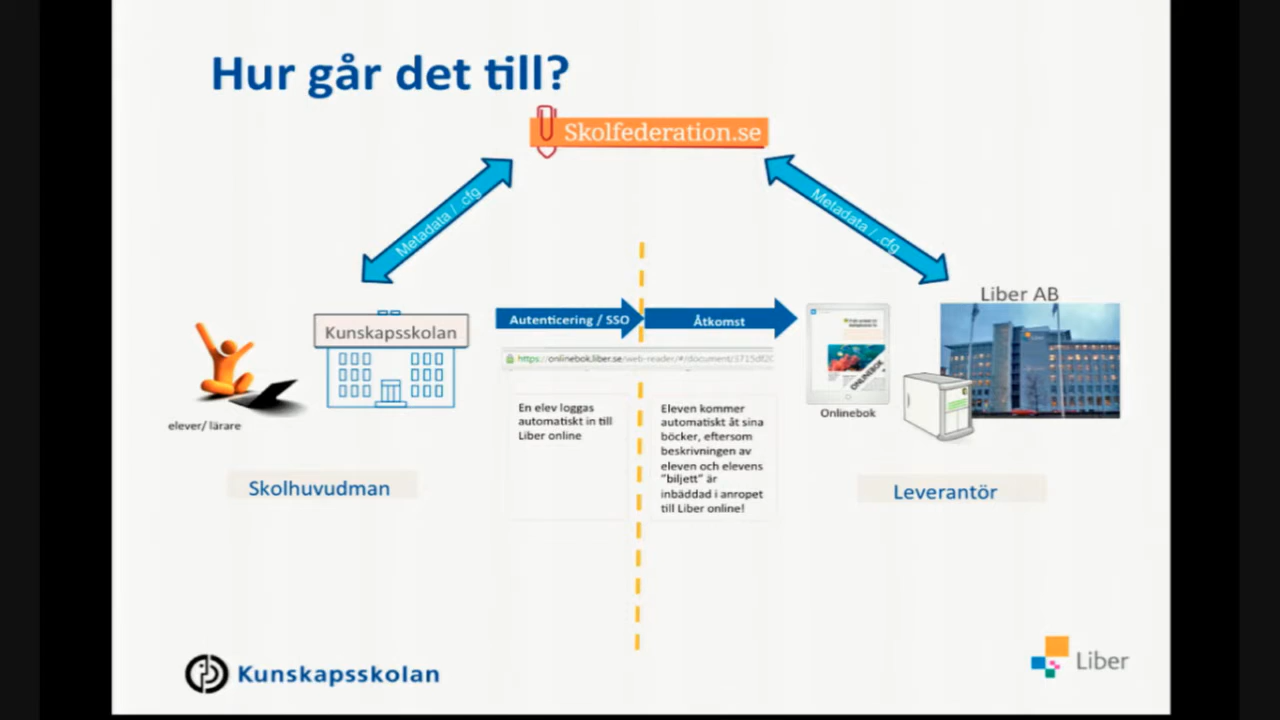 Hur går det till?
Skolfederation.se
Metadata / .cfg
Metadata / .cfg
Liber AB
Kunskapsskolan
Autenticering / SSO
Åtkomst
https://onlinebok.liber.se/web-reader/#/document/3715df20
ONLINEBOK
Onlinebok
elever/ lärare
En elev loggas
automatiskt in till
Liber online
Eleven kommer
automatiskt åt sina
böcker, eftersom
beskrivningen av
eleven och elevens
"biljett" är
inbäddad i anropet
till Liber online!
Skolhuvudman
Leverantör
Kunskapsskolan
Liber